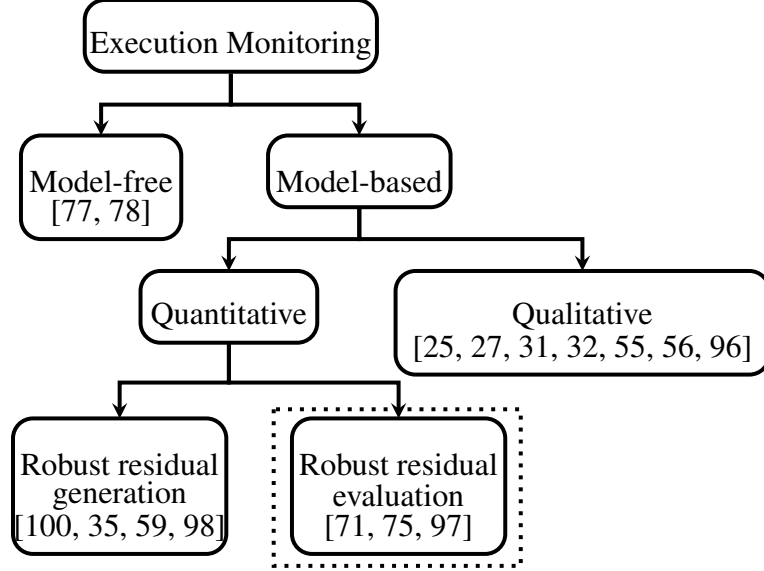 Execution Monitoring
Model-free
[77, 78]
Model-based
Quantitative
Qualitative
[25, 27, 31, 32, 55, 56, 96]
Robust residual
generation
[100, 35, 59, 98]
Robust residual
evaluation
[71, 75, 97]